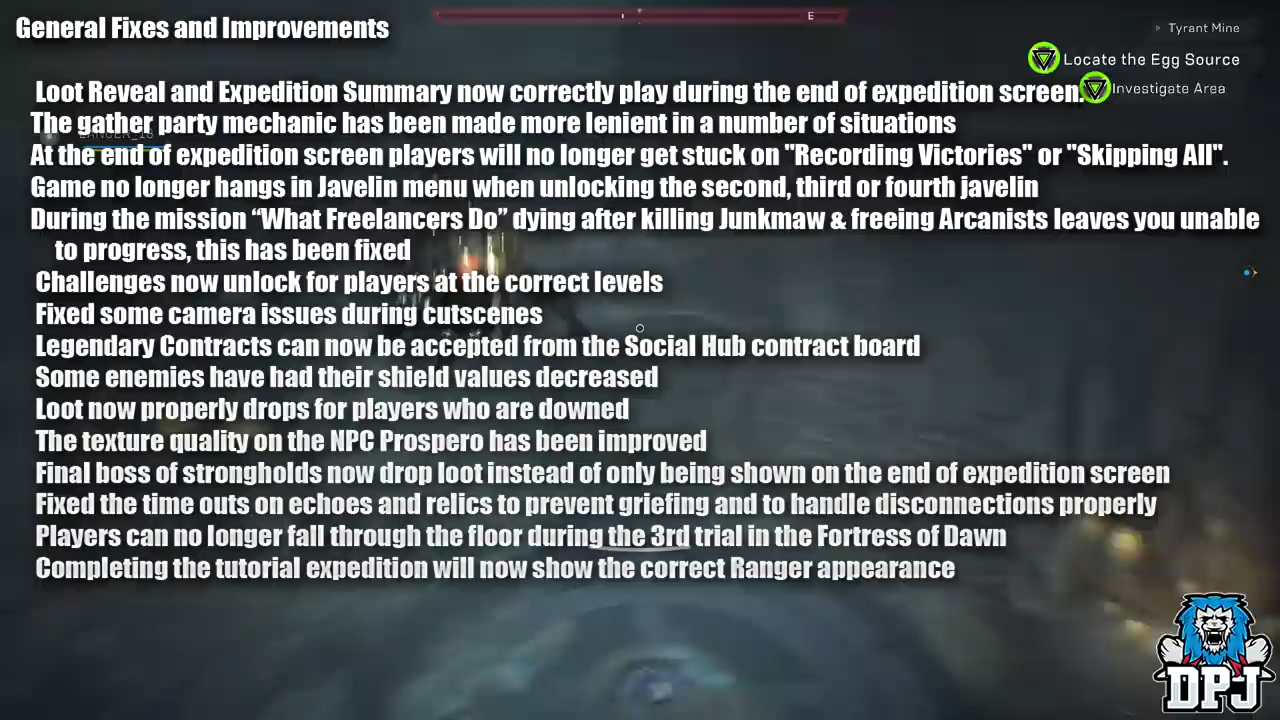 General Fixes and Improvements
E
Tyrant Mine
Locate the Egg Source
Investigate Area
Loot Reveal and Expedition Summary now correctly play during the end of expedition screen.
The gather party mechanic has been made more lenient in a number of situations
At the end of expedition screen players will no longer get stuck on "Recording Victories" or "Skipping All".
Game no longer hangs in Javelin menu when unlocking the second, third or fourth javelin
During the mission “What Freelancers Do” dying after killing Junkmaw & freeing Arcanists leaves you unable
to progress, this has been fixed
Challenges now unlock for players at the correct levels
Fixed some camera issues during cutscenes
Legendary Contracts can now be accepted from the Social Hub contract board
Some enemies have had their shield values decreased
Loot now properly drops for players who are downed
The texture quality on the NPC Prospero has been improved
Final boss of strongholds now drop loot instead of only being shown on the end of expedition screen
Fixed the time outs on echoes and relics to prevent griefing and to handle disconnections properly
Players can no longer fall through the floor during the 3rd trial in the Fortress of Dawn
Completing the tutorial expedition will now show the correct Ranger appearance
DPJ